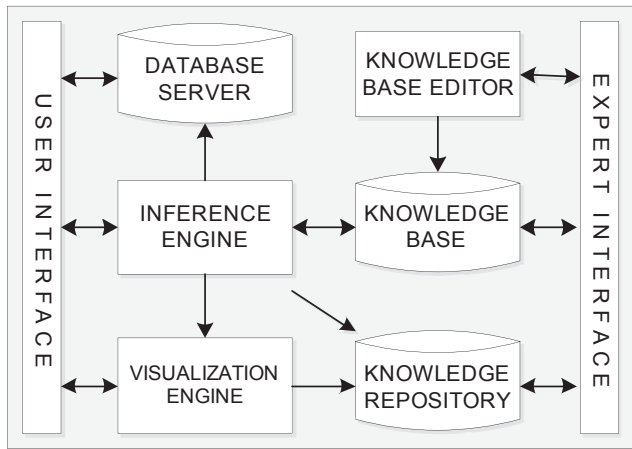 USER INTERFACE
DATABASE
SERVER
KNOWLEDGE
BASE EDITOR
INFERENCE
ENGINE
KNOWLEDGE
BASE
VISUALIZATION
ENGINE
KNOWLEDGE
REPOSITORY
EXPERT INTERFACE